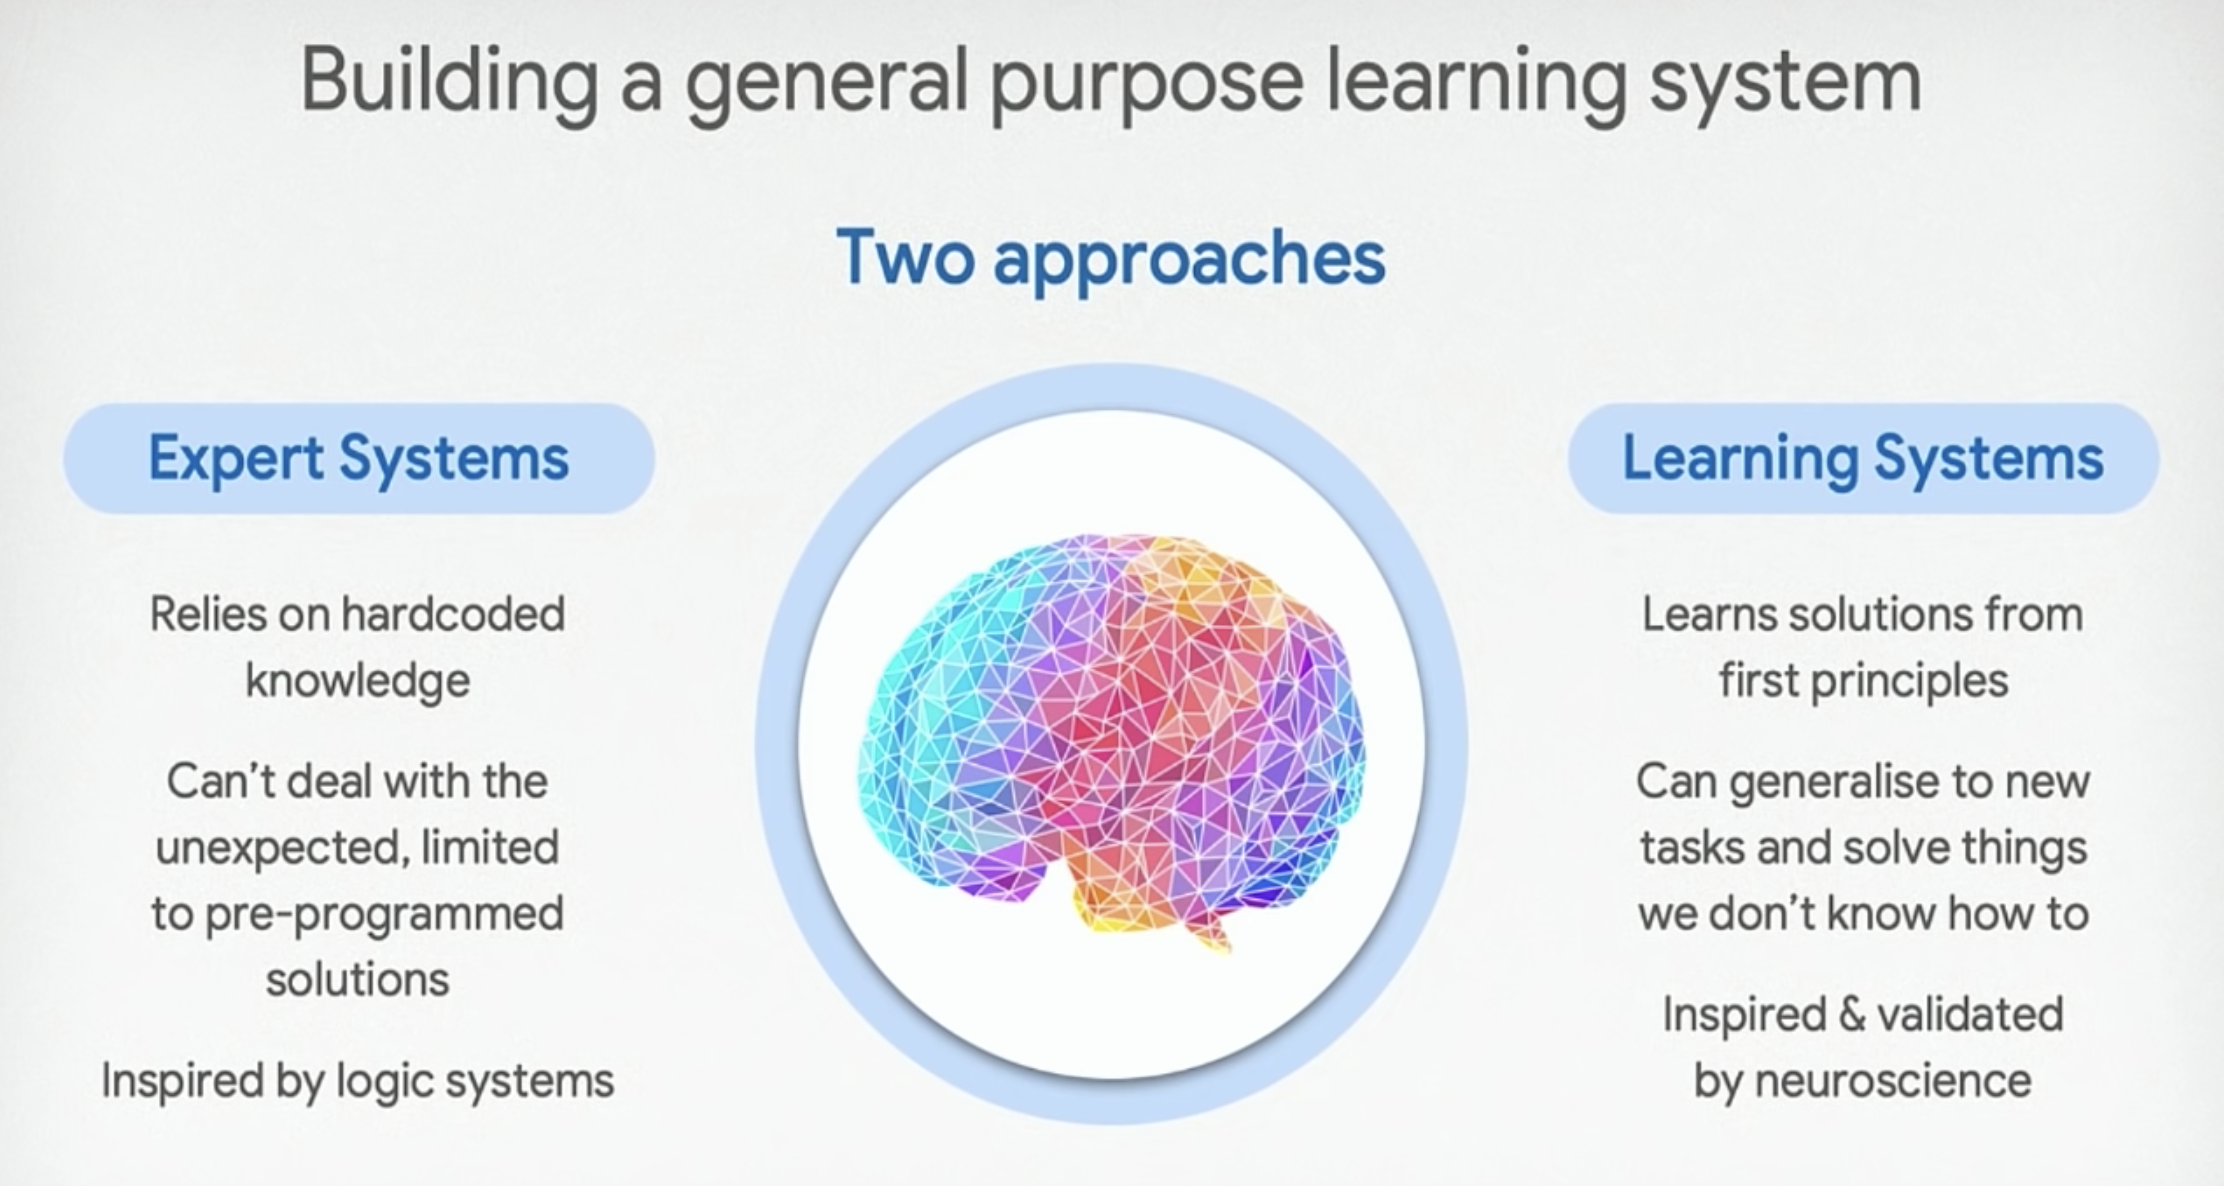 Building a general purpose learning system
Two approaches
Expert Systems
Relies on hardcoded
knowledge
Can't deal with the
unexpected, limited
to pre-programmed
solutions
Inspired by logic systems
Learning Systems
Learns solutions from
first principles
Can generalise to new
tasks and solve things
we don't know how to
Inspired & validated
by neuroscience